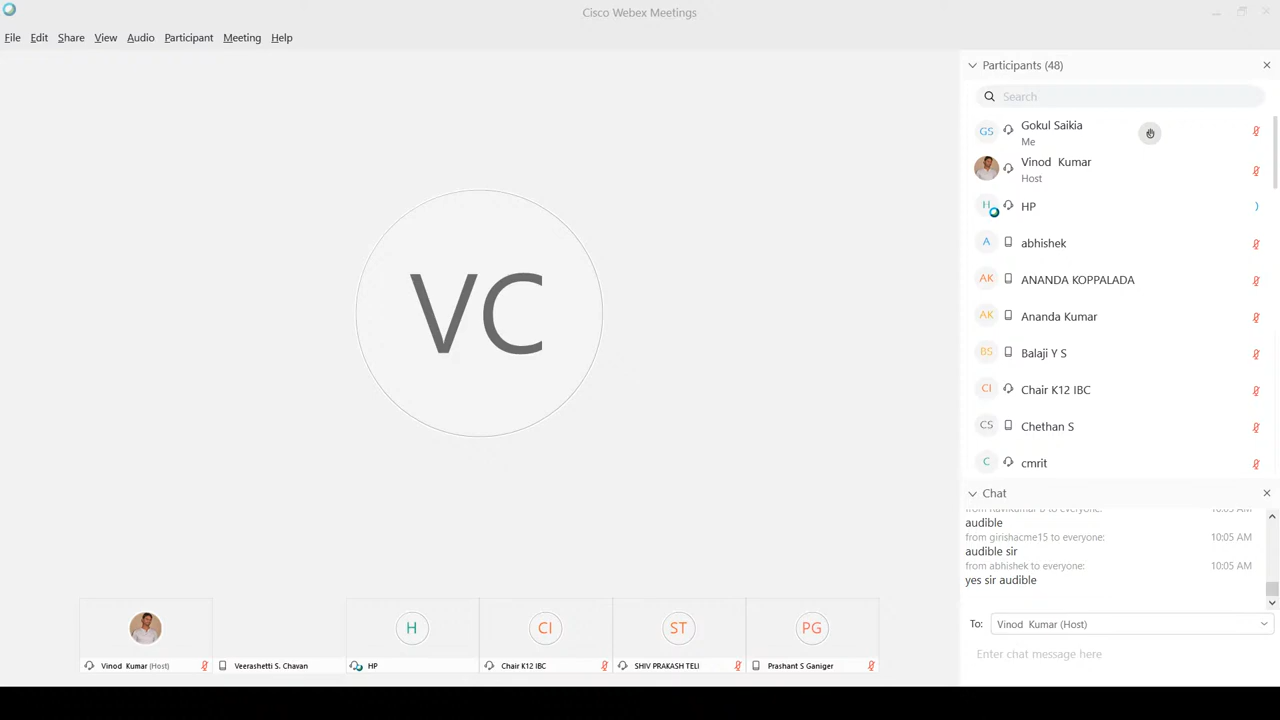 Cisco Webex Meetings
File Edit Share View Audio Participant Meeting Help
VC
Vinod Kumar (Host)
Veerashetti S. Chavan
H
HP
CI
Chair K12 IBC
ST
SHIV PRAKASH TELI
PG
Prashant S Ganiger
Participants (48)
Search
GS Gokul Saikia
Me
Vinod Kumar
Host
H HP
A abhishek
AK ANANDA KOPPALADA
AK Ananda Kumar
BS Balaji Y S
CI Chair K12 IBC
CS Chethan S
C cmrit
Chat
audible
from girishacme15 to everyone: 10:05 AM
audible sir
from abhishek to everyone: 10:05 AM
yes sir audible
To: Vinod Kumar (Host)
Enter chat message here